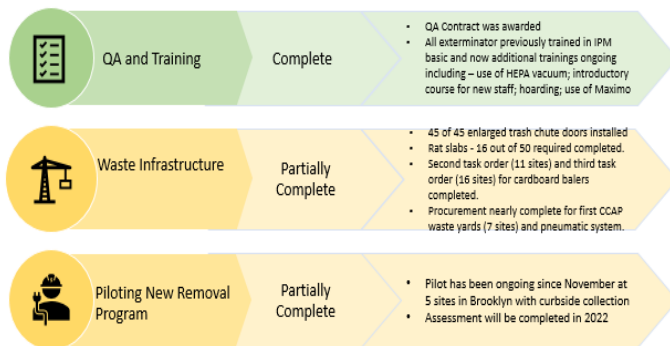 QA and Training
Complete
• QA Contract was awarded
• All exterminator previously trained in IPM
basic and now additional trainings ongoing
including – use of HEPA vacuum; introductory
course for new staff; hoarding; use of Maximo
Waste Infrastructure
Partially
Complete
• 45 of 45 enlarged trash chute doors installed
• Rat slabs - 16 out of 50 required completed.
• Second task order (11 sites) and third task
order (16 sites) for cardboard balers
completed.
• Procurement nearly complete for first CCAP
waste yards (7 sites) and pneumatic system.
Piloting New Removal
Program
Partially
Complete
• Pilot has been ongoing since November at
5 sites in Brooklyn with curbside collection
• Assessment will be completed in 2022